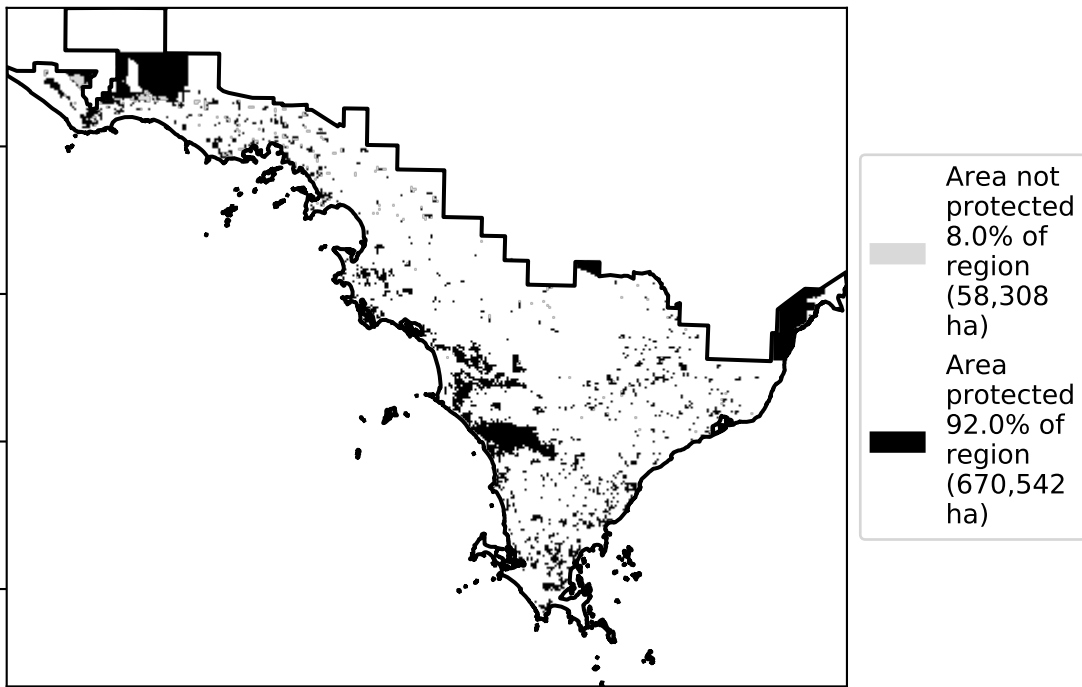 Area not
protected
8.0% of
region
(58,308
ha)
Area
protected
92.0% of
region
(670,542
ha)